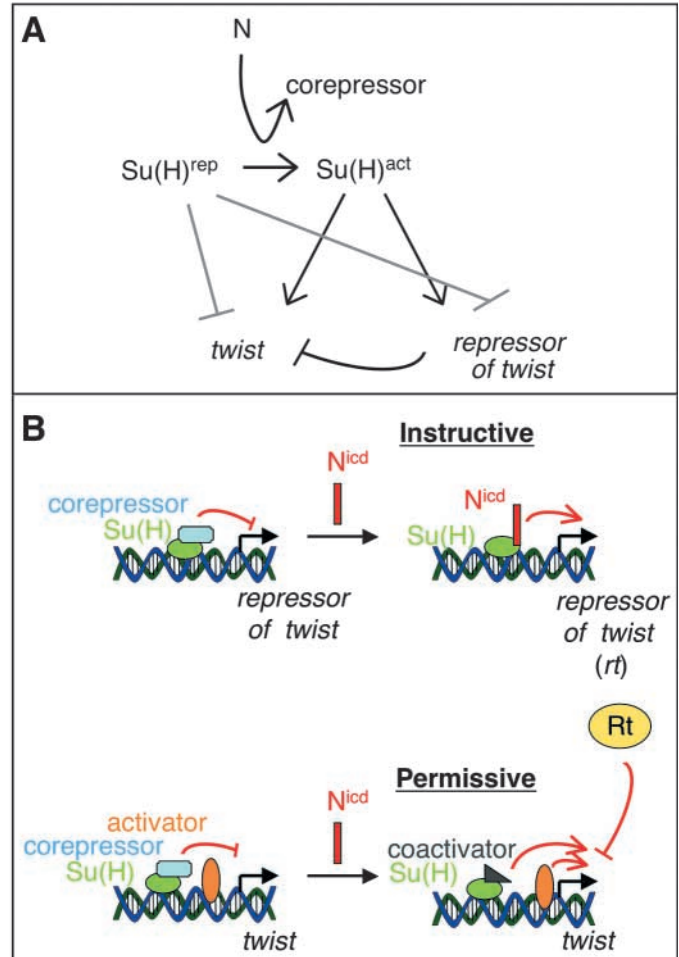 A
N
corepressor
Su(H)rep
Su(H)act
twist
repressor
of twist
B
Instructive
Nicd
corepressor
Su(H)
repressor
of twist
Nicd
Su(H)
repressor
of twist
(rt)
Rt
Permissive
Nicd
activator
corepressor
Su(H)
twist
coactivator
Su(H)
twist